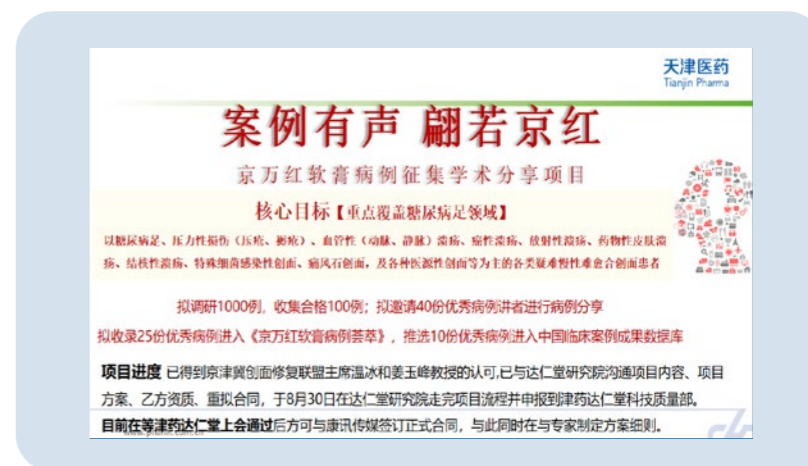 天津医药
Tianjin Pharma
案例有声 翩若京红
京万红软膏病例征集学术分享项目
核心目标【重点覆盖糖尿病足领域】
以糖尿病足、压力性损伤（压疮、褥疮）、血管性（动脉、静脉）溃疡、癌性溃疡、放射性溃疡、药物性皮肤溃
疡、结核性溃疡、特殊细菌感染性创面、痛风石创面，及各种医源性创面等为主的各类疑难慢性难愈合创面患者
拟调研1000例，收集合格100例；拟邀请40份优秀病例讲者进行病例分享
拟收录25份优秀病例进入《京万红软膏病例荟萃》，推选10份优秀病例进入中国临床案例成果数据库
项目进度 已得到京津冀创面修复联盟主席温冰和姜玉峰教授的认可,已与达仁堂研究院沟通项目内容、项目
方案、乙方资质、重拟合同，于8月30日在达仁堂研究院走完项目流程并申报到津药达仁堂科技质量部。
目前在等津药达仁堂上会通过后方可与康讯传媒签订正式合同，与此同时在与专家制定方案细则。